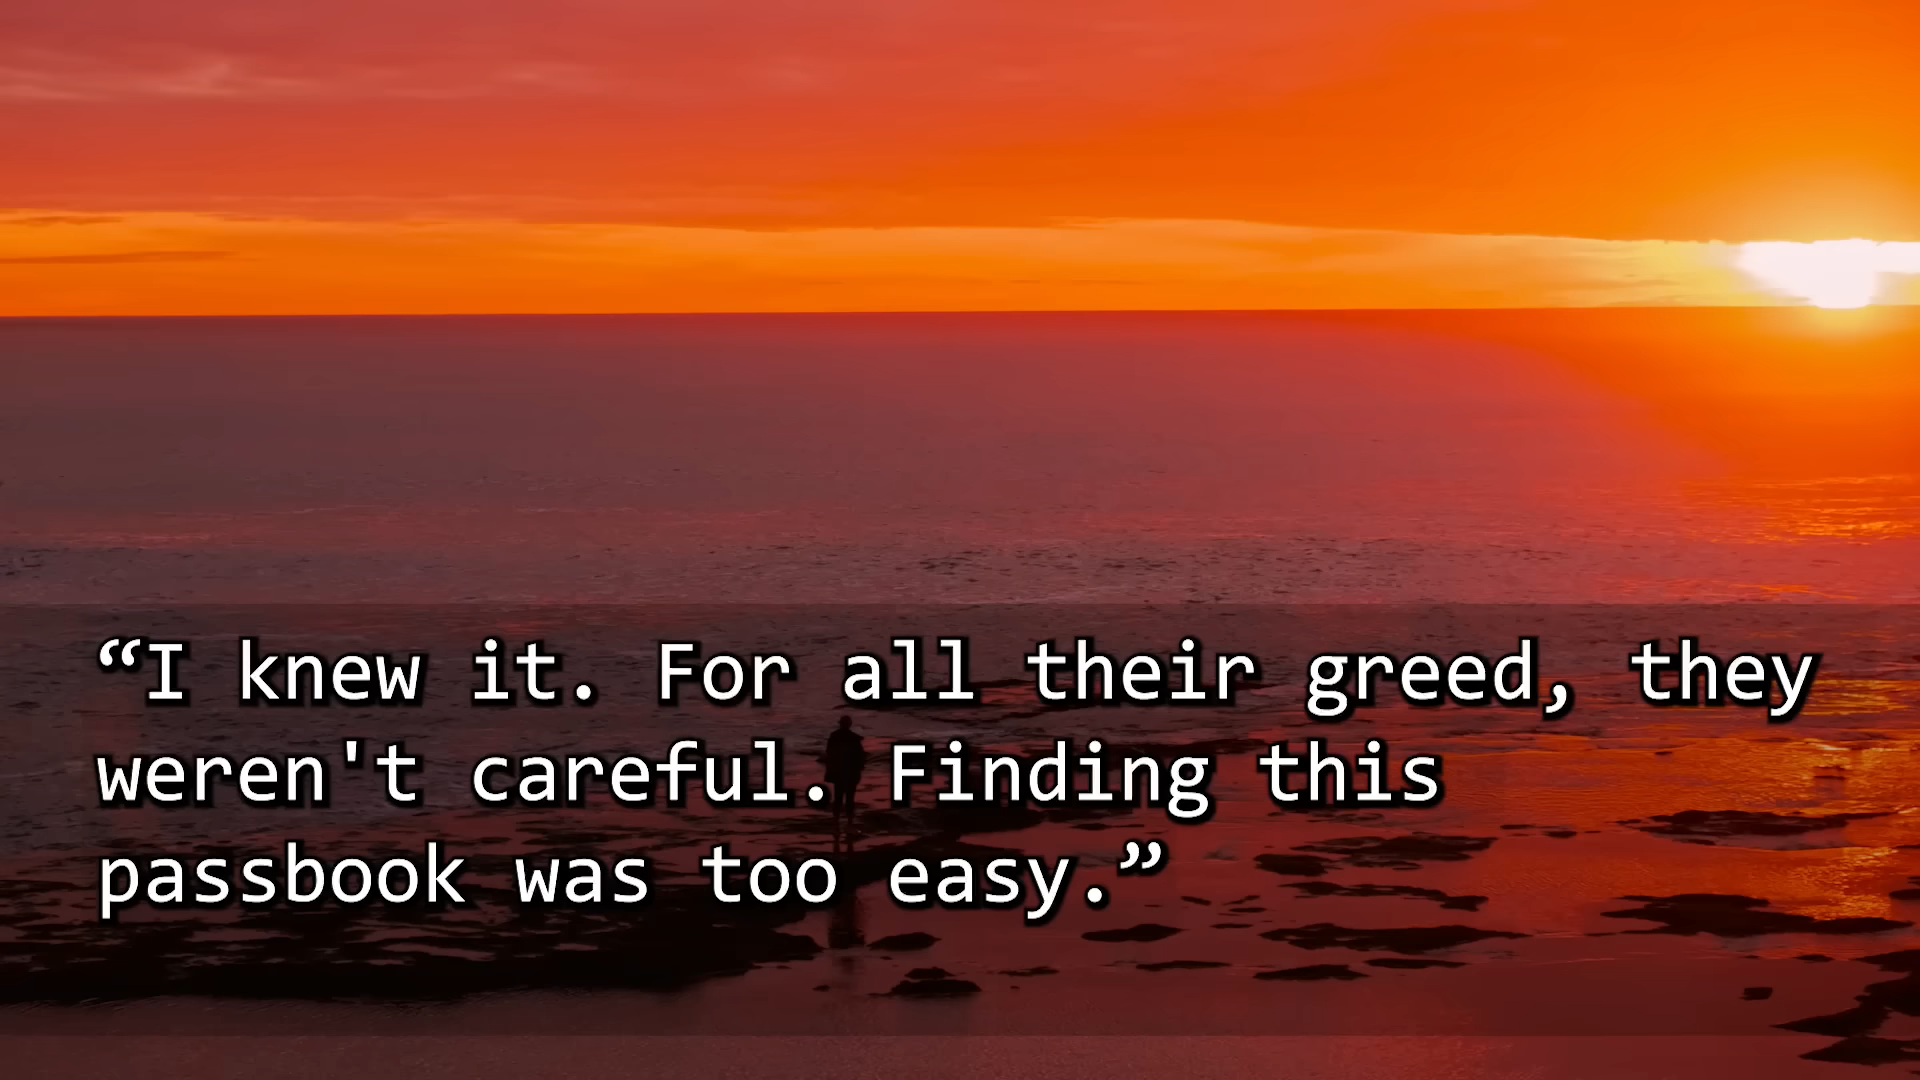 “I knew it. For all their greed, they
weren't careful. Finding this
passbook was too easy.”